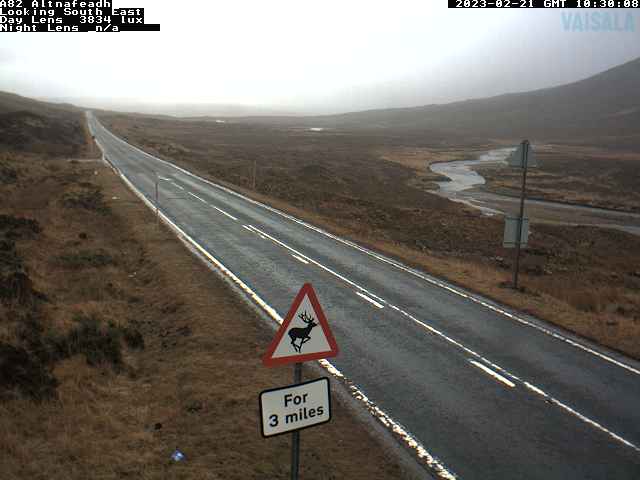 A82 Altnafeadh
Looking South East
Day Lens 3834 lux
Night Lens n/a
2023-02-21 GMT 10:30:08
VAISALA
For
3 miles